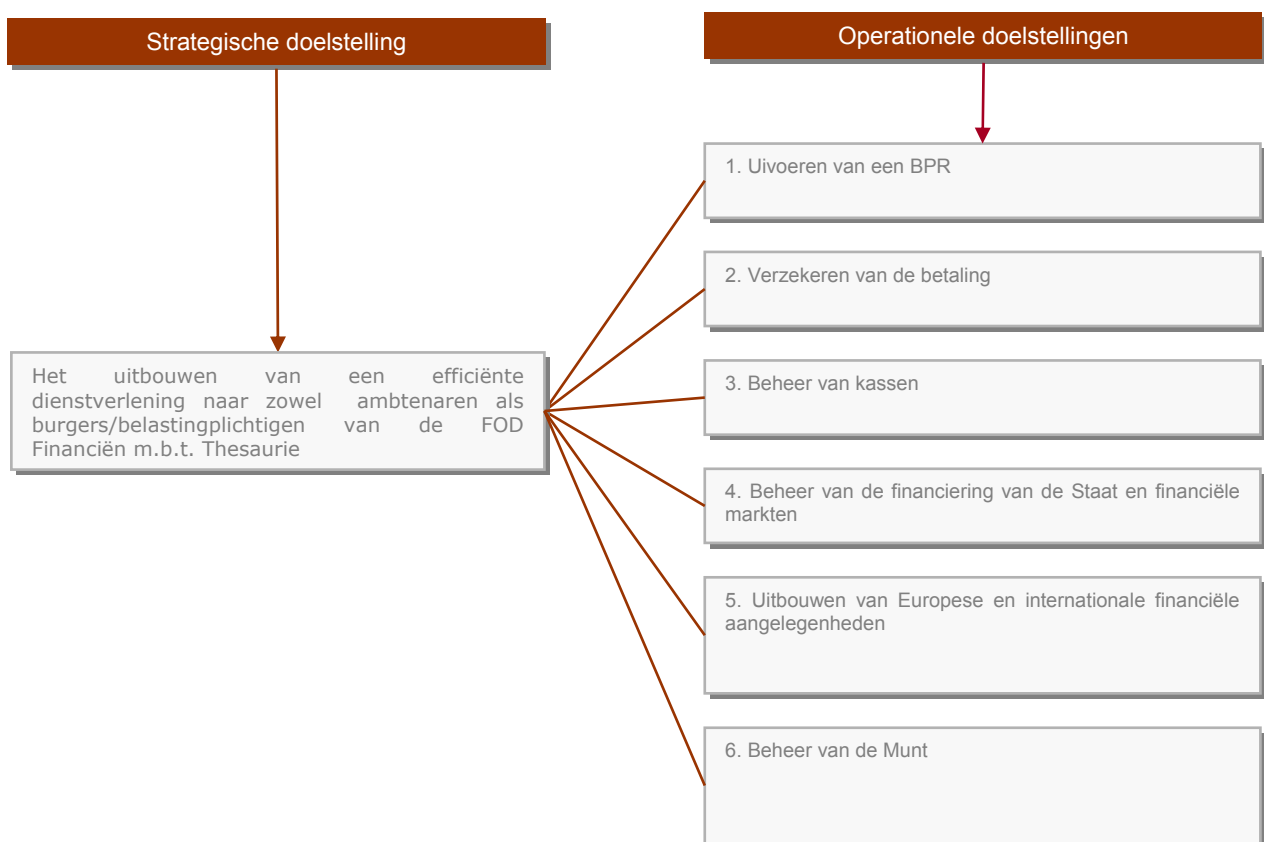 Strategische doelstelling
Het uitbouwen van een efficiënte
dienstverlening naar zowel ambtenaren als
burgers/belastingplichtigen van de FOD
Financiën m.b.t. Thesaurie
Operationele doelstellingen
1. Uivoeren van een BPR
2. Verzekeren van de betaling
3. Beheer van kassen
4. Beheer van de financiering van de Staat en financiële
markten
5. Uitbouwen van Europese en internationale financiële
aangelegenheden
6. Beheer van de Munt